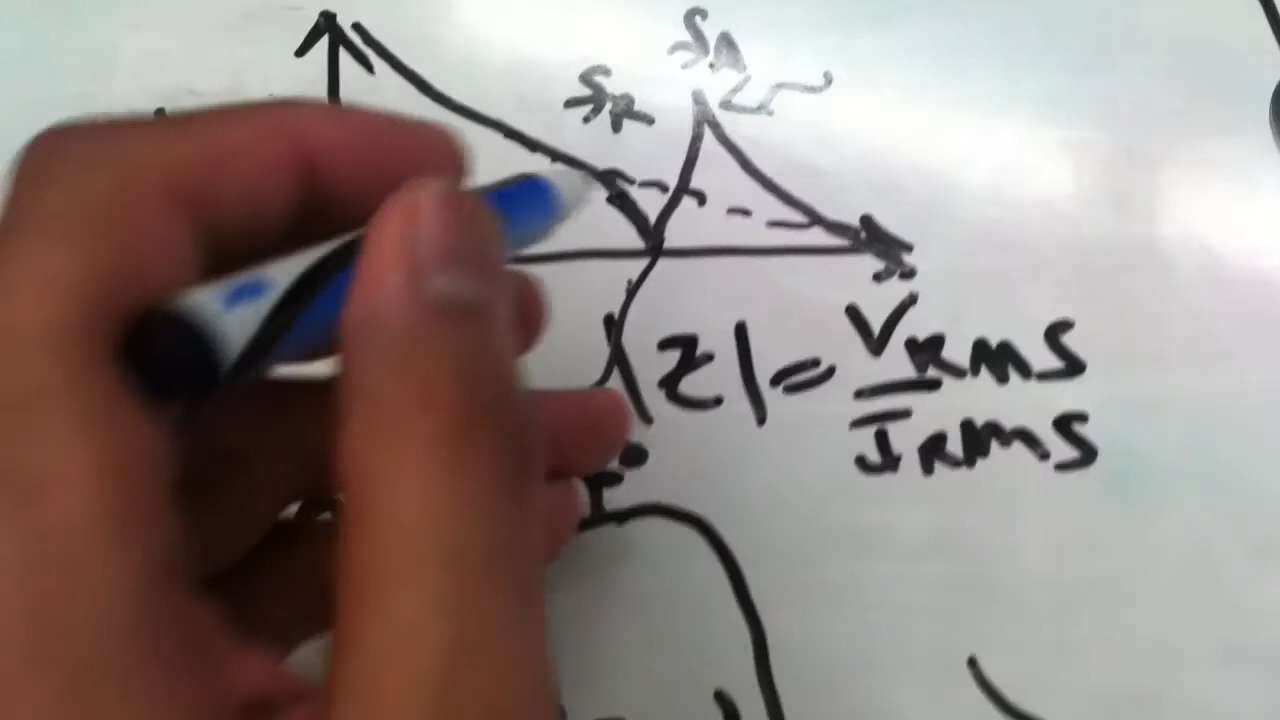 SA
SR
|Z| = VRMS
IRMS
I